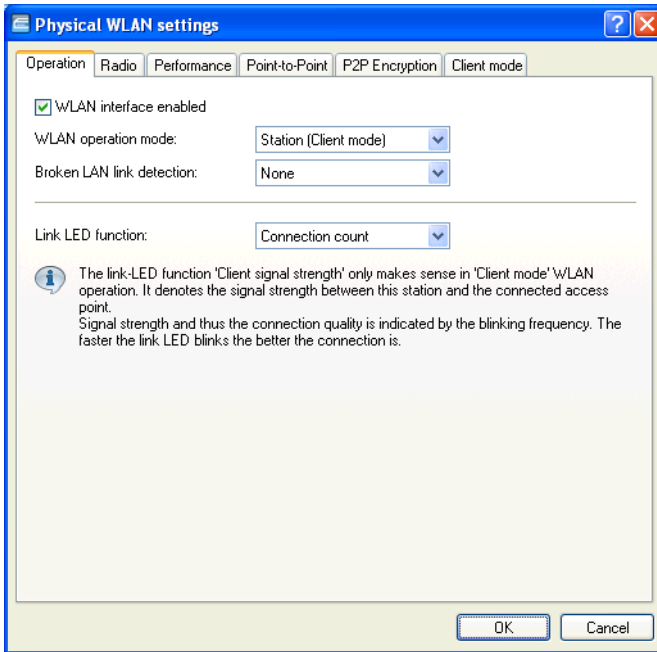 Physical WLAN settings
Operation Radio Performance Point-to-Point P2P Encryption Client mode
WLAN interface enabled
WLAN operation mode: Station (Client mode)
Broken LAN link detection: None
Link LED function: Connection count
The link-LED function 'Client signal strength' only makes sense in 'Client mode' WLAN
operation. It denotes the signal strength between this station and the connected access
point.
Signal strength and thus the connection quality is indicated by the blinking frequency. The
faster the link LED blinks the better the connection is.
OK Cancel